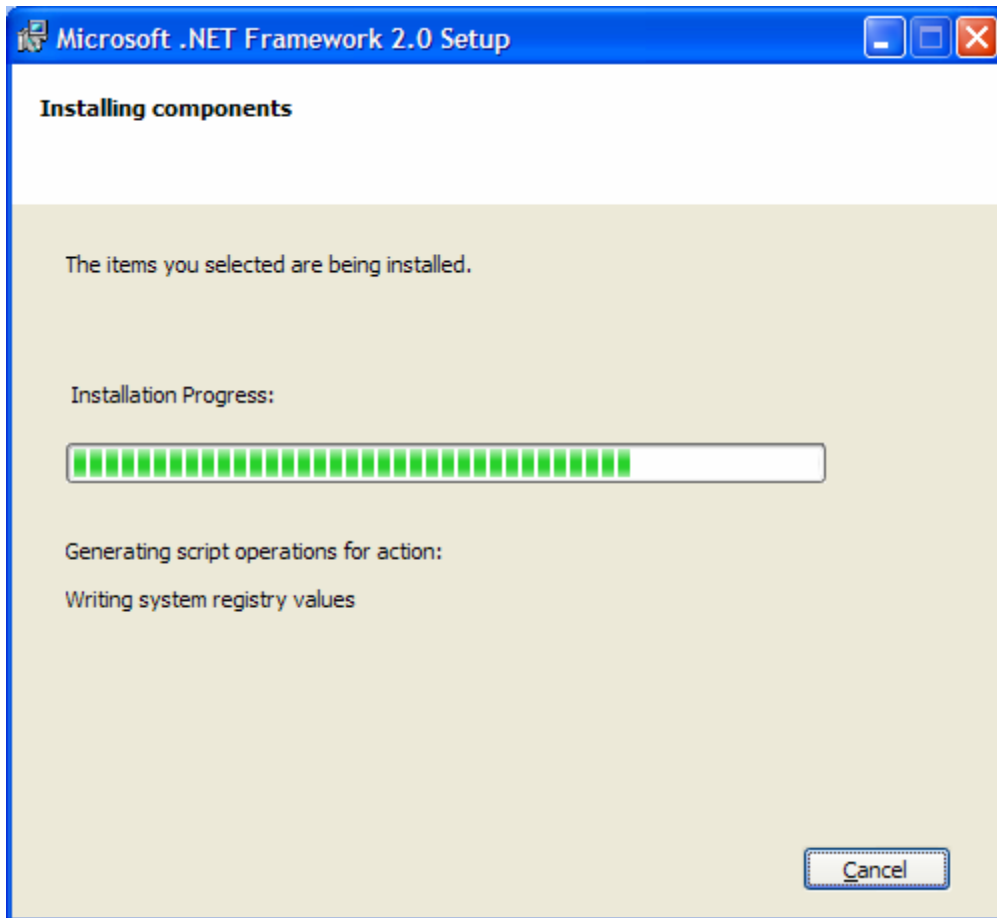 Microsoft .NET Framework 2.0 Setup
Installing components
The items you selected are being installed.
Installation Progress:
Generating script operations for action:
Writing system registry values
Cancel